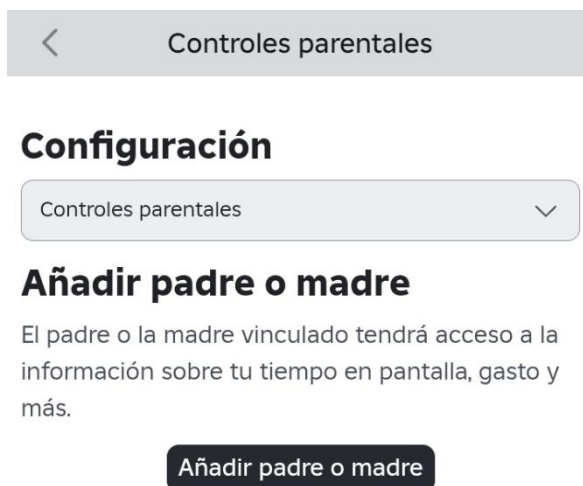 Controles parentales
Configuración
Controles parentales
Añadir padre o madre
El padre o la madre vinculado tendrá acceso a la
información sobre tu tiempo en pantalla, gasto y
más.
Añadir padre o madre